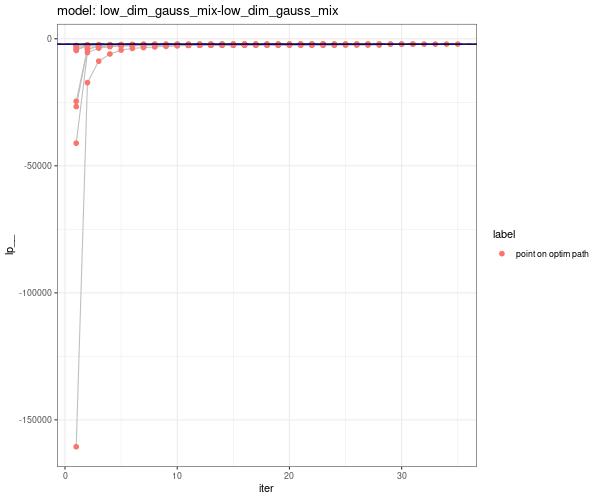 model: low_dim_gauss_mix-low_dim_gauss_mix
0
-50000
-100000
-150000
lp__
0
10
20
30
iter
label
point on optim path